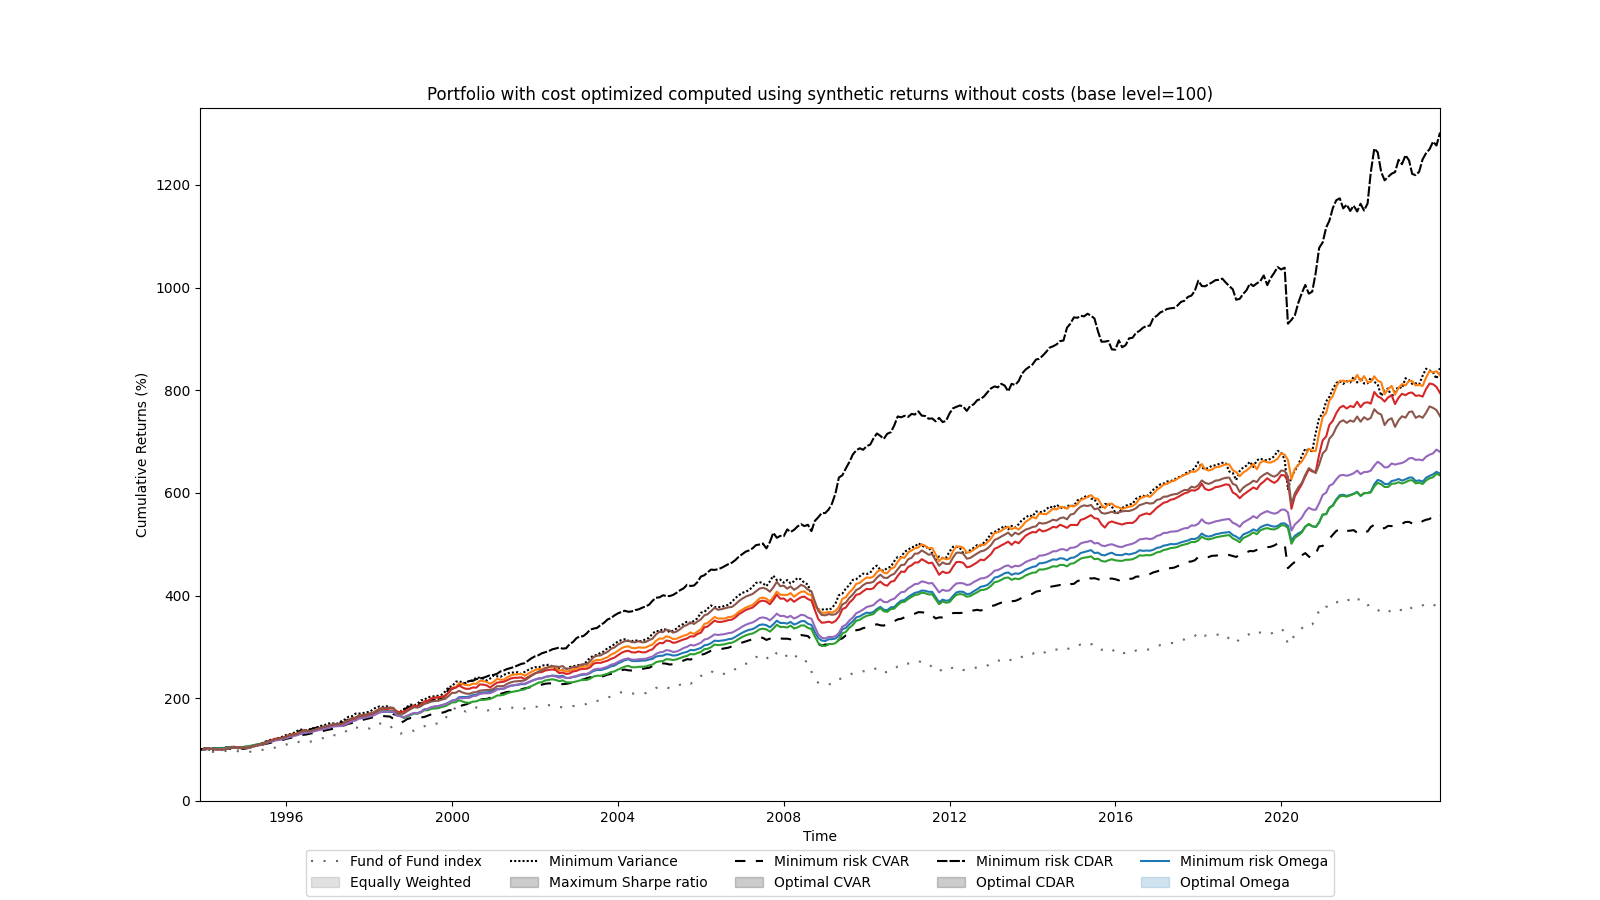 Portfolio with cost optimized computed using synthetic returns without costs (base level=100)
1200
1000
800
600
400
200
0
Cumulative Returns (%)
1996 2000 2004 2008 2012 2016 2020
Time
Fund of Fund index Minimum Variance Minimum risk CVAR Minimum risk CDAR Minimum risk Omega
Equally Weighted Maximum Sharpe ratio Optimal CVAR Optimal CDAR Optimal Omega